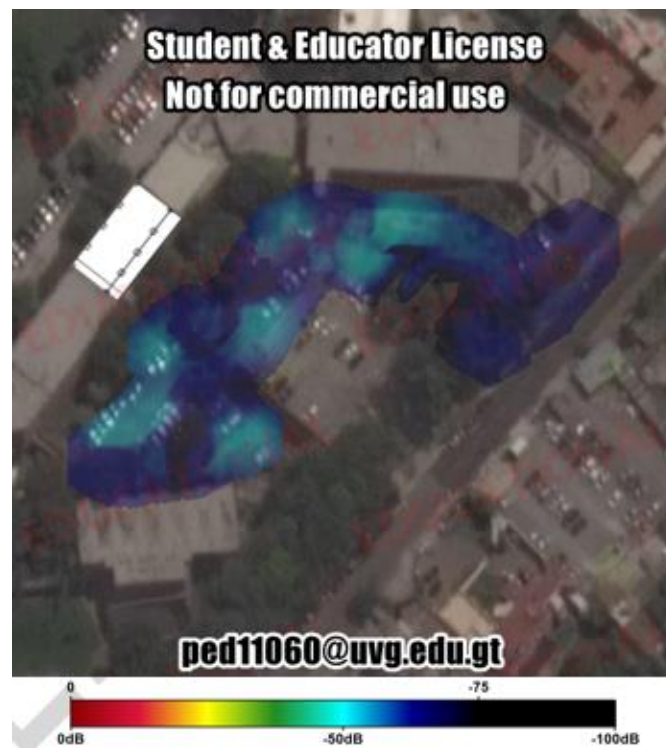 Student & Educator License
Not for commercial use
ped11060@uvg.edu.gt
0 -75
0dB -50dB -100dB